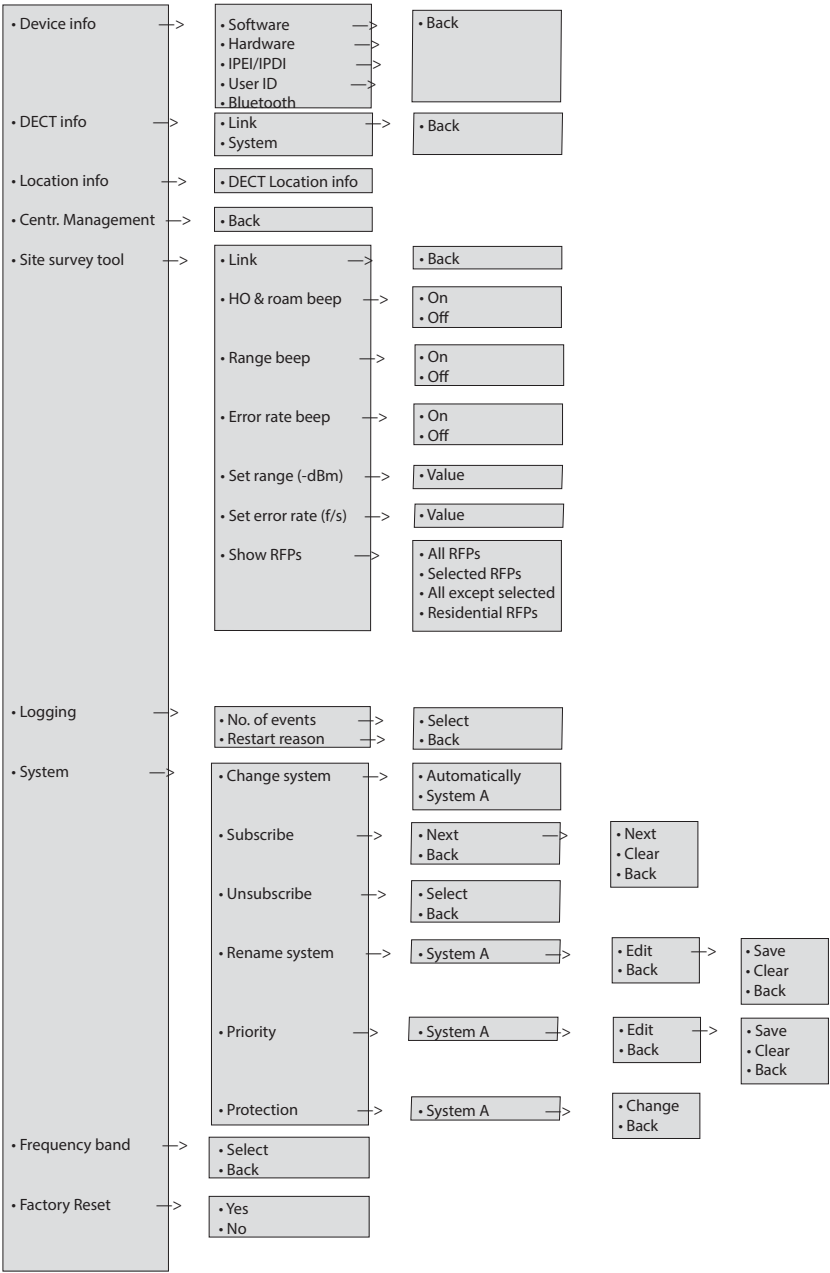 • Device info —>
• Software —>
• Hardware —>
• IPEI/IPDI —>
• User ID —>
• Bluetooth
• Back
• DECT info —>
• Link —>
• System
• Back
• Location info —>
• DECT Location info
• Centr. Management —>
• Back
• Site survey tool —>
• Link —>
• Back
• HO & roam beep —>
• On
• Off
• Range beep —>
• On
• Off
• Error rate beep —>
• On
• Off
• Set range (-dBm) —>
• Value
• Set error rate (f/s) —>
• Value
• Show RFPs —>
• All RFPs
• Selected RFPs
• All except selected
• Residential RFPs
• Logging —>
• No. of events —>
• Restart reason —>
• Select
• Back
• System —>
• Change system —>
• Automatically
• System A
• Subscribe —>
• Next —>
• Back
• Next
• Clear
• Back
• Unsubscribe —>
• Select
• Back
• Rename system —>
• System A —>
• Edit —>
• Back
• Save
• Clear
• Back
• Priority —>
• System A —>
• Edit —>
• Back
• Save
• Clear
• Back
• Protection —>
• System A —>
• Change
• Back
• Frequency band —>
• Select
• Back
• Factory Reset —>
• Yes
• No